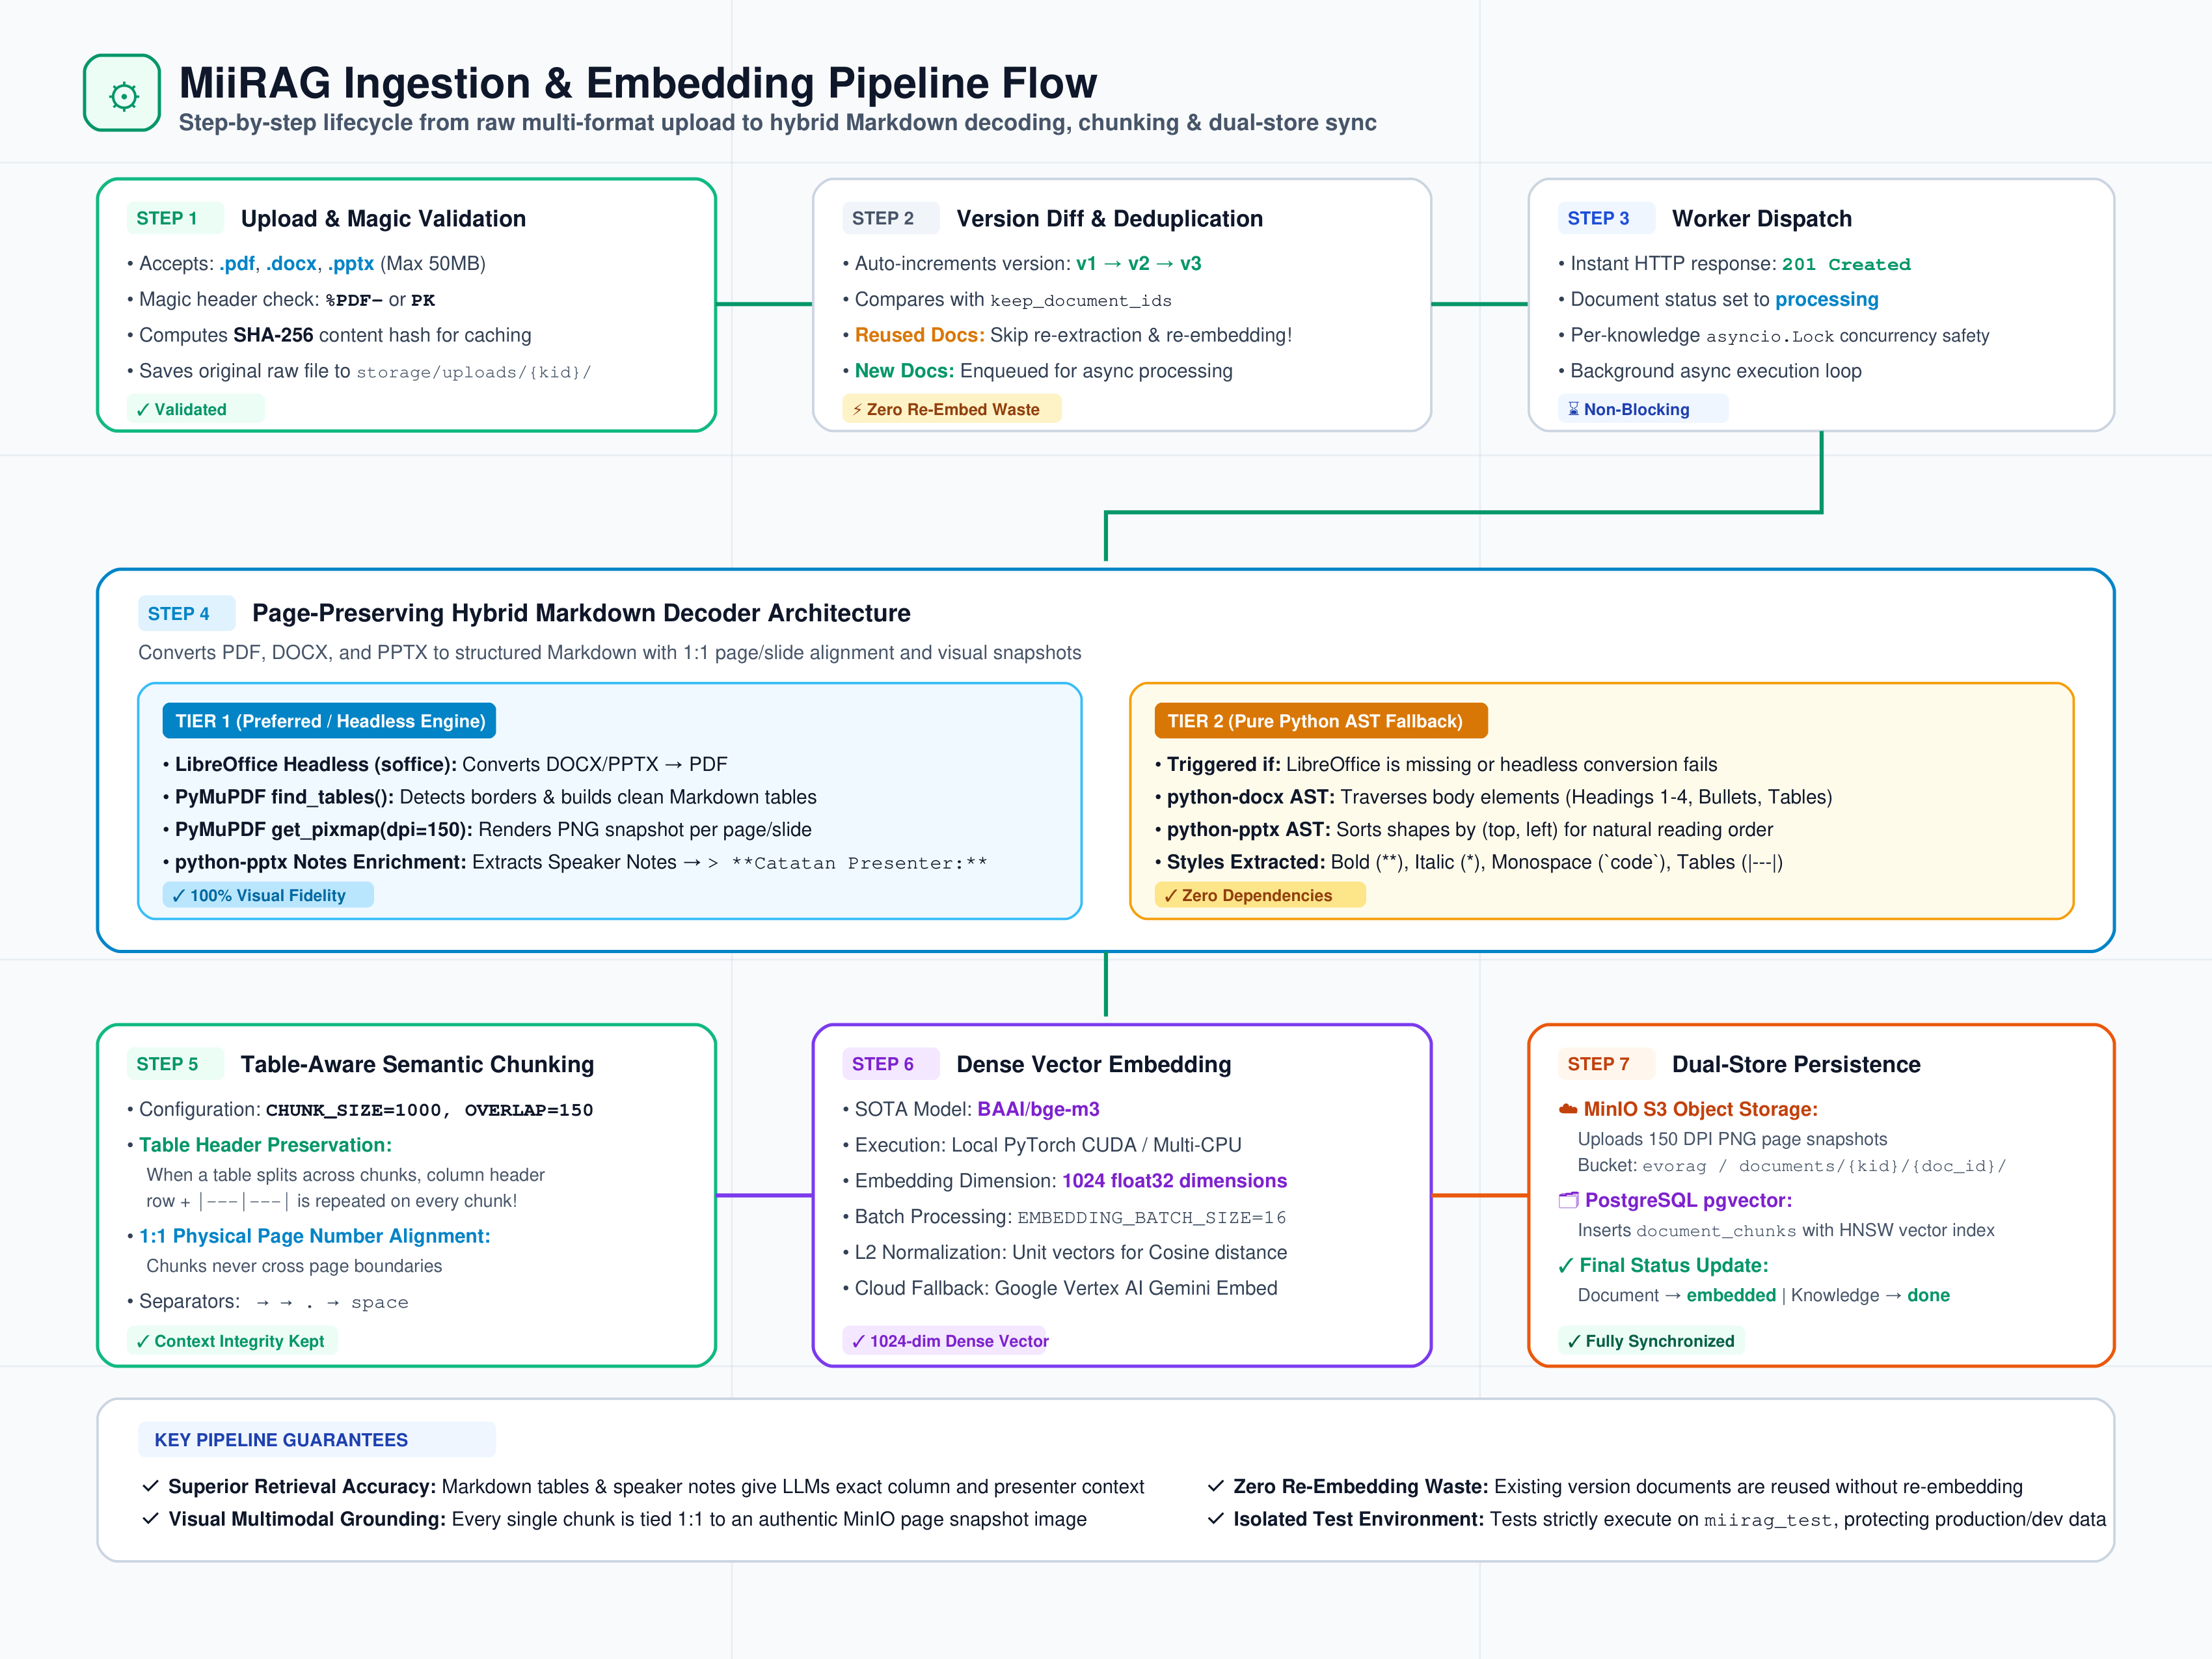 MiiRAG Ingestion & Embedding Pipeline Flow
Step-by-step lifecycle from raw multi-format upload to hybrid Markdown decoding, chunking & dual-store sync
STEP 1 Upload & Magic Validation
• Accepts: .pdf, .docx, .pptx (Max 50MB)
• Magic header check: %PDF- or PK
• Computes SHA-256 content hash for caching
• Saves original raw file to storage/uploads/{kid}/
✓ Validated
STEP 2 Version Diff & Deduplication
• Auto-increments version: v1 → v2 → v3
• Compares with keep_document_ids
• Reused Docs: Skip re-extraction & re-embedding!
• New Docs: Enqueued for async processing
⚡ Zero Re-Embed Waste
STEP 3 Worker Dispatch
• Instant HTTP response: 201 Created
• Document status set to processing
• Per-knowledge asyncio.Lock concurrency safety
• Background async execution loop
⌛ Non-Blocking
STEP 4 Page-Preserving Hybrid Markdown Decoder Architecture
Converts PDF, DOCX, and PPTX to structured Markdown with 1:1 page/slide alignment and visual snapshots
TIER 1 (Preferred / Headless Engine)
• LibreOffice Headless (soffice): Converts DOCX/PPTX → PDF
• PyMuPDF find_tables(): Detects borders & builds clean Markdown tables
• PyMuPDF get_pixmap(dpi=150): Renders PNG snapshot per page/slide
• python-pptx Notes Enrichment: Extracts Speaker Notes → > **Catatan Presenter:**
✓ 100% Visual Fidelity
TIER 2 (Pure Python AST Fallback)
• Triggered if: LibreOffice is missing or headless conversion fails
• python-docx AST: Traverses body elements (Headings 1-4, Bullets, Tables)
• python-pptx AST: Sorts shapes by (top, left) for natural reading order
• Styles Extracted: Bold (**), Italic (*), Monospace (`code`), Tables (|---|)
✓ Zero Dependencies
STEP 5 Table-Aware Semantic Chunking
• Configuration: CHUNK_SIZE=1000, OVERLAP=150
• Table Header Preservation:
When a table splits across chunks, column header
row + |---|---| is repeated on every chunk!
• 1:1 Physical Page Number Alignment:
Chunks never cross page boundaries
• Separators: → → . → space
✓ Context Integrity Kept
STEP 6 Dense Vector Embedding
• SOTA Model: BAAI/bge-m3
• Execution: Local PyTorch CUDA / Multi-CPU
• Embedding Dimension: 1024 float32 dimensions
• Batch Processing: EMBEDDING_BATCH_SIZE=16
• L2 Normalization: Unit vectors for Cosine distance
• Cloud Fallback: Google Vertex AI Gemini Embed
✓ 1024-dim Dense Vector
STEP 7 Dual-Store Persistence
☁ MinIO S3 Object Storage:
Uploads 150 DPI PNG page snapshots
Bucket: evorag / documents/{kid}/{doc_id}/
🗂 PostgreSQL pgvector:
Inserts document_chunks with HNSW vector index
✓ Final Status Update:
Document → embedded | Knowledge → done
✓ Fully Synchronized
KEY PIPELINE GUARANTEES
✓ Superior Retrieval Accuracy: Markdown tables & speaker notes give LLMs exact column and presenter context
✓ Visual Multimodal Grounding: Every single chunk is tied 1:1 to an authentic MinIO page snapshot image
✓ Zero Re-Embedding Waste: Existing version documents are reused without re-embedding
✓ Isolated Test Environment: Tests strictly execute on miirag_test, protecting production/dev data